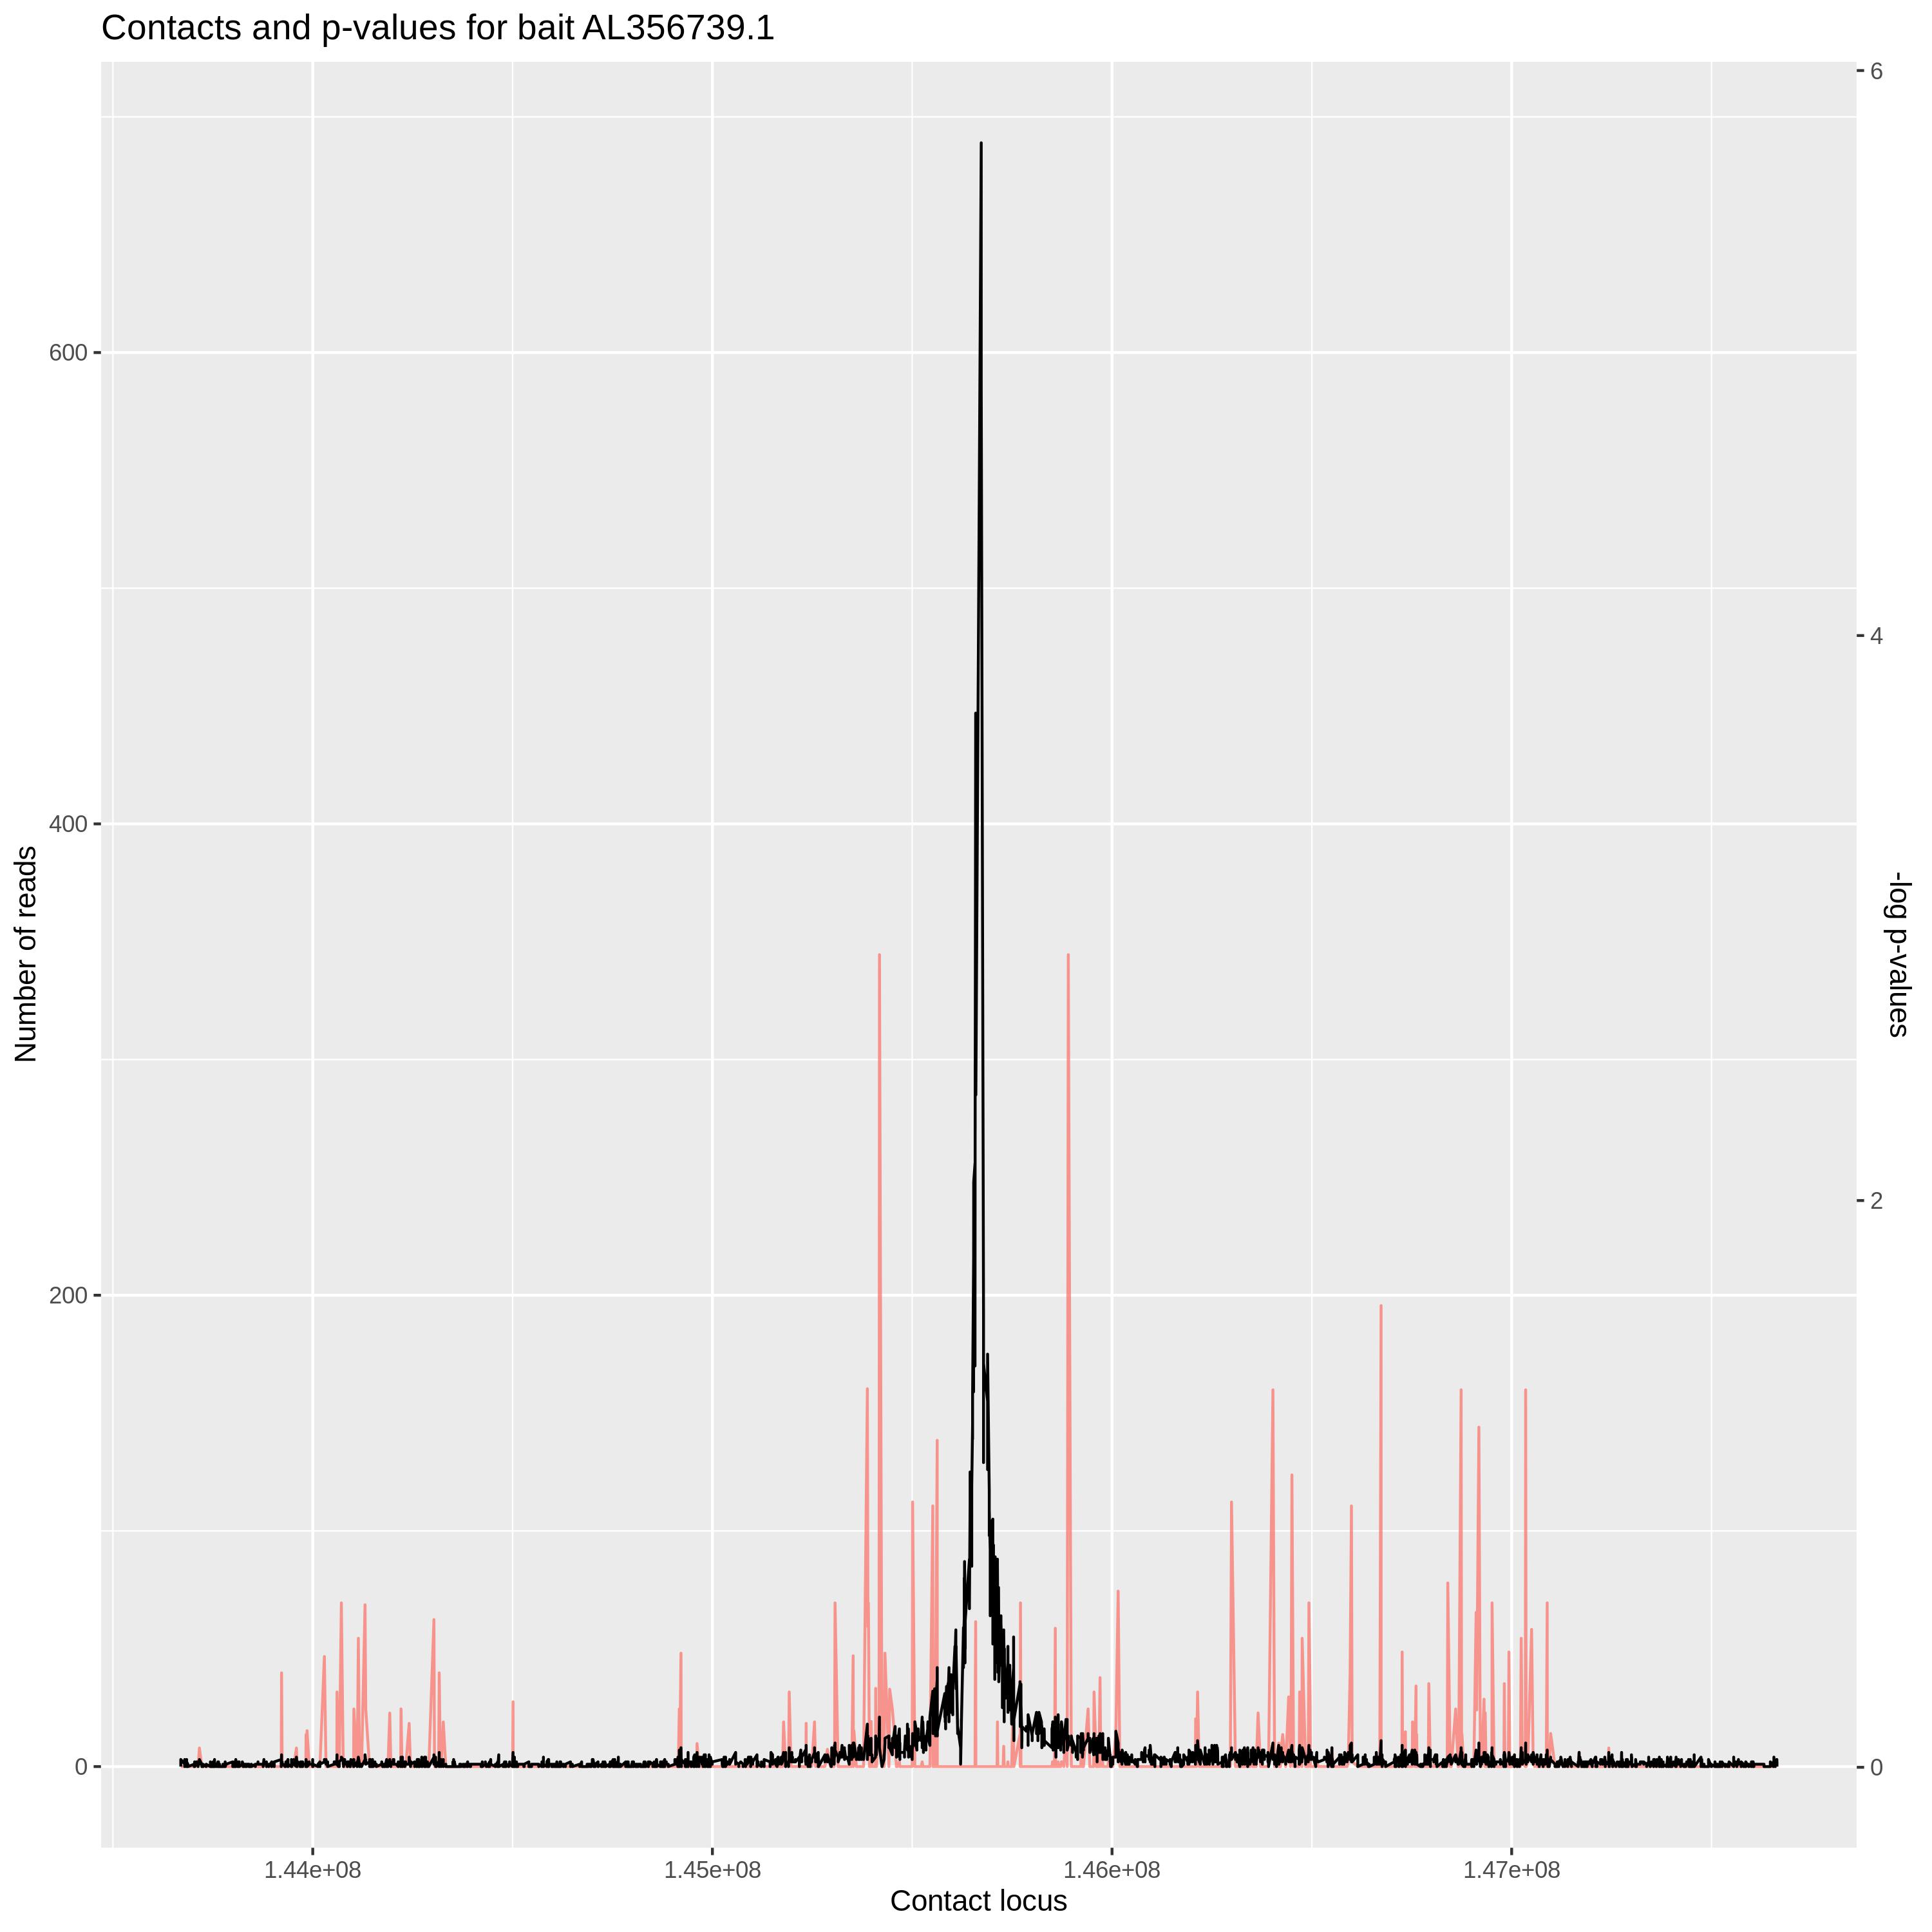 Contacts and p-values for bait AL356739.1
6
600
4
400
Number of reads
-log p-values
2
200
0
0
1.44e+08
1.45e+08
1.46e+08
1.47e+08
Contact locus